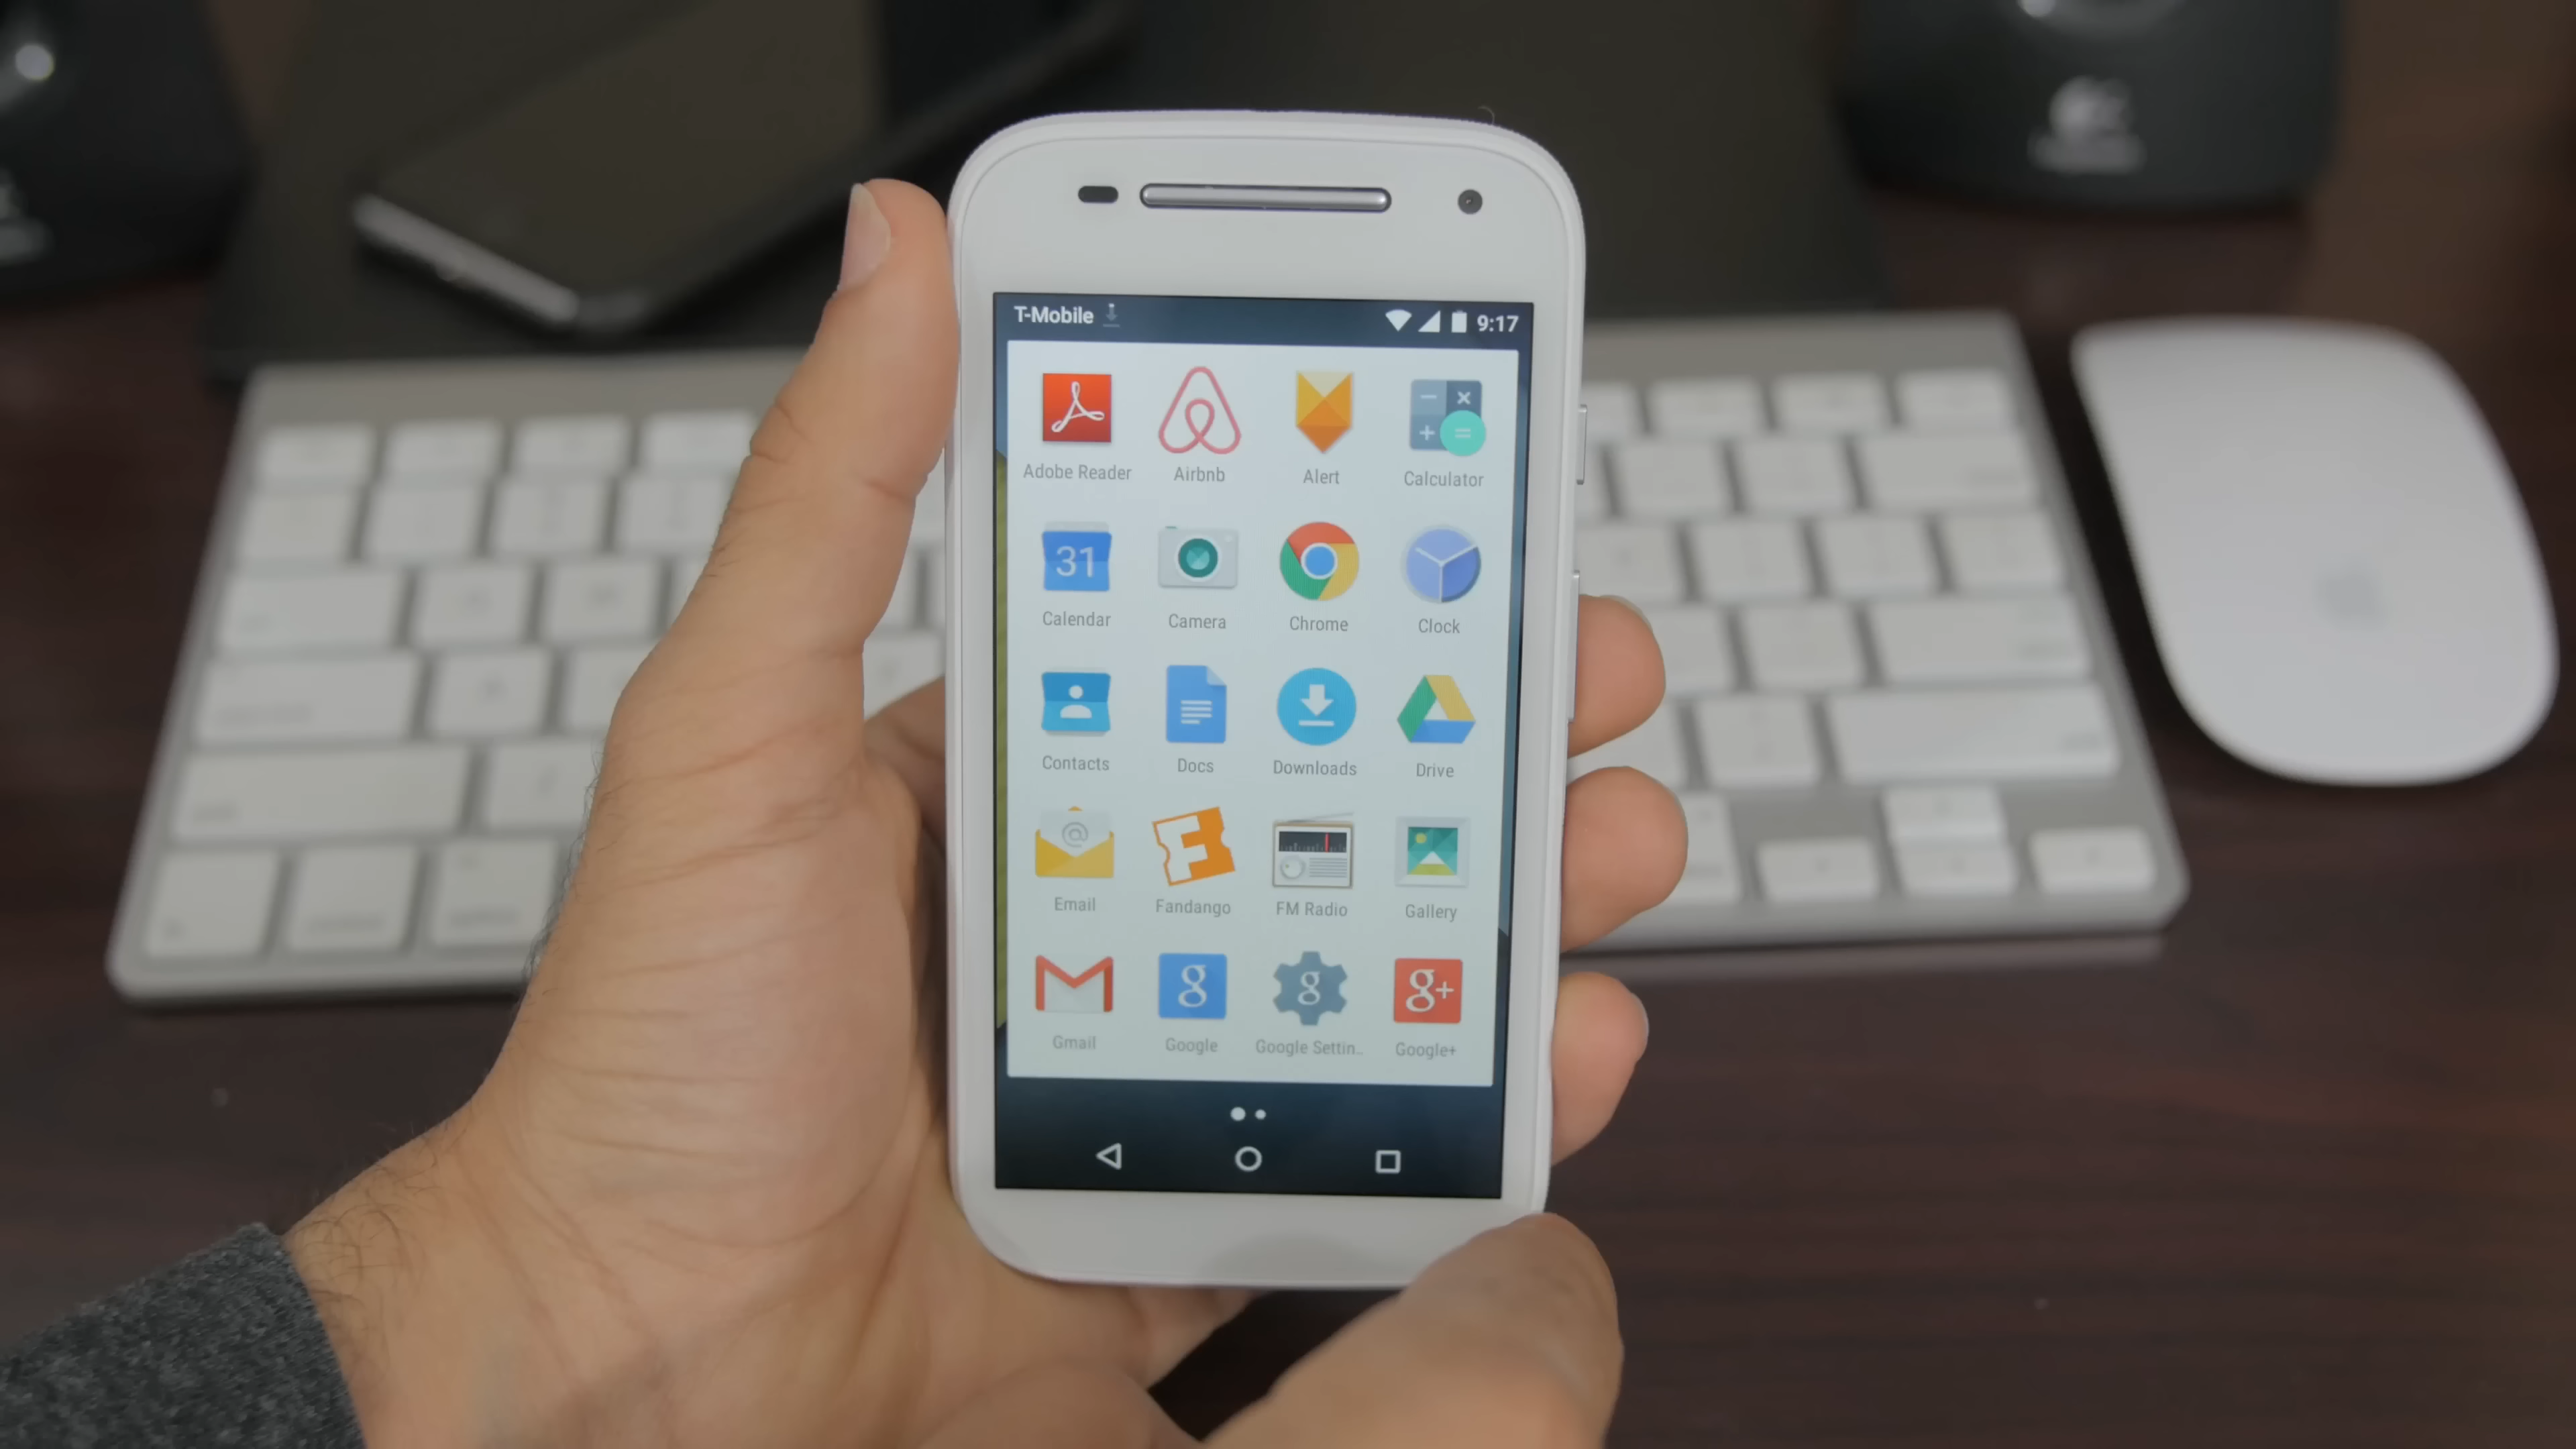 T-Mobile 9:17
Adobe Reader Airbnb Alert Calculator
31
Calendar Camera Chrome Clock
Contacts Docs Downloads Drive
@
Email Fandango FM Radio Gallery
g g g+
Gmail Google Google Settin.. Google+